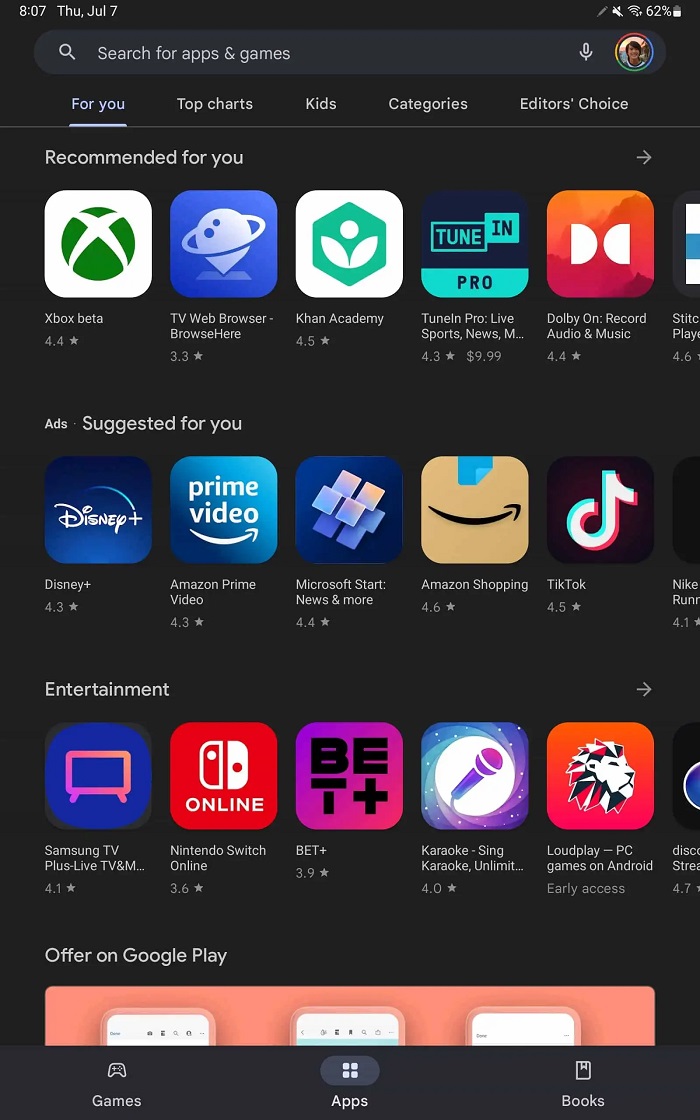 8:07 Thu, Jul 7 62%
Search for apps & games
For you Top charts Kids Categories Editors' Choice
Recommended for you
TUNE IN
PRO
Xbox beta
4.4 ★
TV Web Browser -
BrowseHere
3.3 ★
Khan Academy
4.5 ★
TuneIn Pro: Live
Sports, News, M…
4.3 ★ $9.99
Dolby On: Record
Audio & Music
4.4 ★
Stitc
Playe
4.6
Ads · Suggested for you
Disney+
prime
video
Disney+
4.3 ★
Amazon Prime
Video
4.3 ★
Microsoft Start:
News & more
4.4 ★
Amazon Shopping
4.6 ★
TikTok
4.5 ★
Nike
Runn
4.1
Entertainment
ONLINE
BE
T+
Samsung TV
Plus-Live TV&M…
4.1 ★
Nintendo Switch
Online
3.6 ★
BET+
3.9 ★
Karaoke - Sing
Karaoke, Unlimit…
4.0 ★
Loudplay — PC
games on Android
Early access
disco
Strea
4.7
Offer on Google Play
Games Apps Books